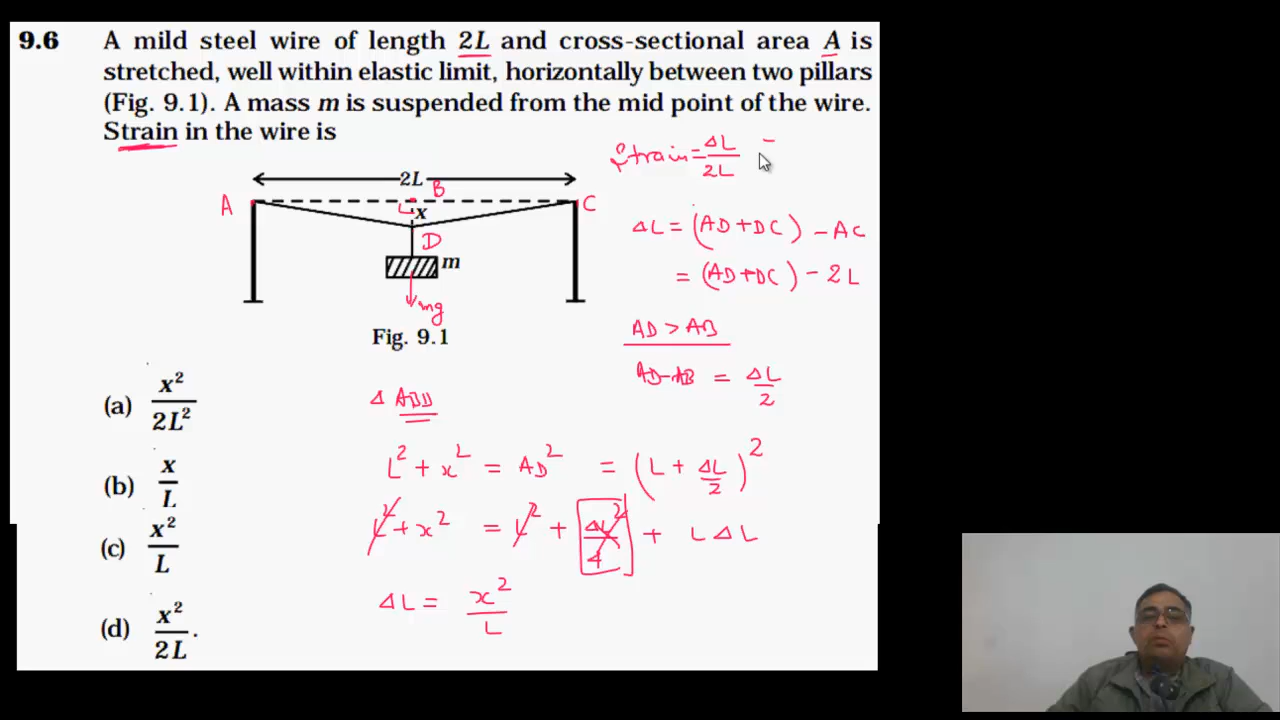 9.6 A mild steel wire of length 2L and cross-sectional area A is
stretched, well within elastic limit, horizontally between two pillars
(Fig. 9.1). A mass m is suspended from the mid point of the wire.
Strain in the wire is
Strain = ΔL/2L =
2L
A B C
x
D
m
mg
Fig. 9.1
ΔL = (AD + DC) - AC
= (AD + DC) - 2L
AD > AB
AD - AB = ΔL/2
(a) x²/2L²
(b) x/L
(c) x²/L
(d) x²/2L.
Δ ABD
L² + x² = AD² = (L + ΔL/2)²
L² + x² = L² + ΔL²/4 + LΔL
ΔL = x²/L